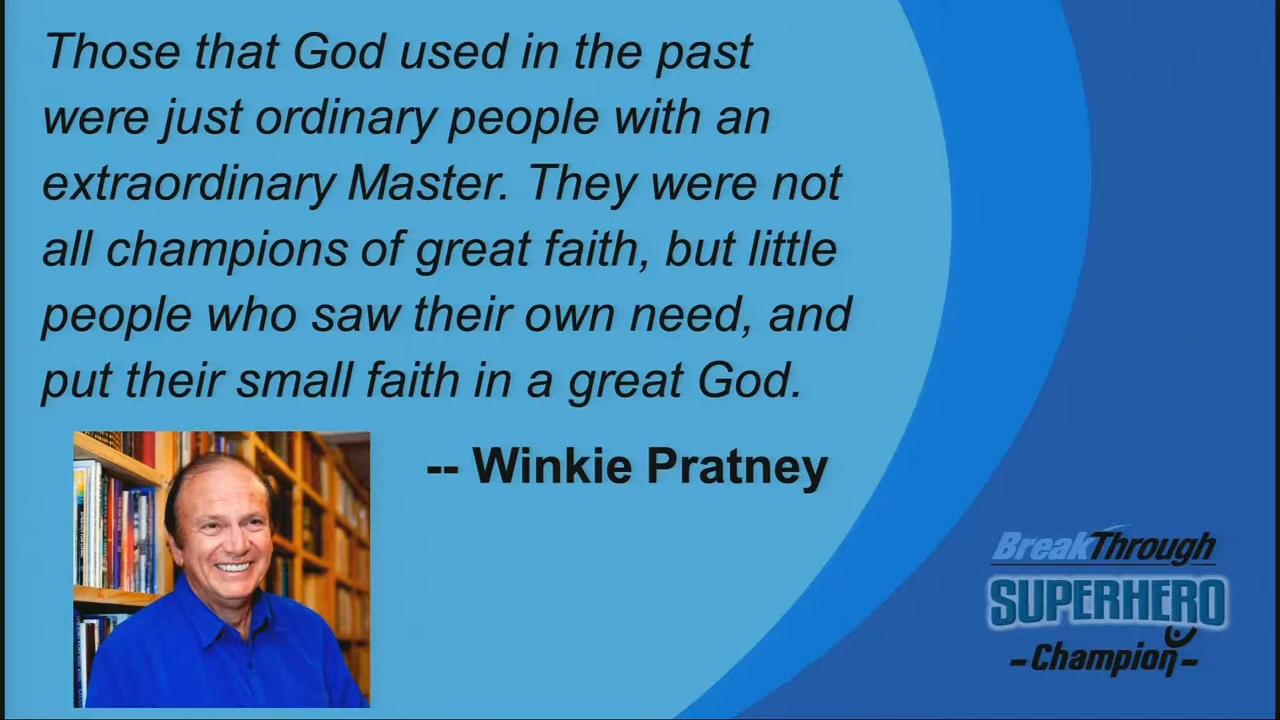 Those that God used in the past
were just ordinary people with an
extraordinary Master. They were not
all champions of great faith, but little
people who saw their own need, and
put their small faith in a great God.
-- Winkie Pratney
BreakThrough
SUPERHERO
-Champion-